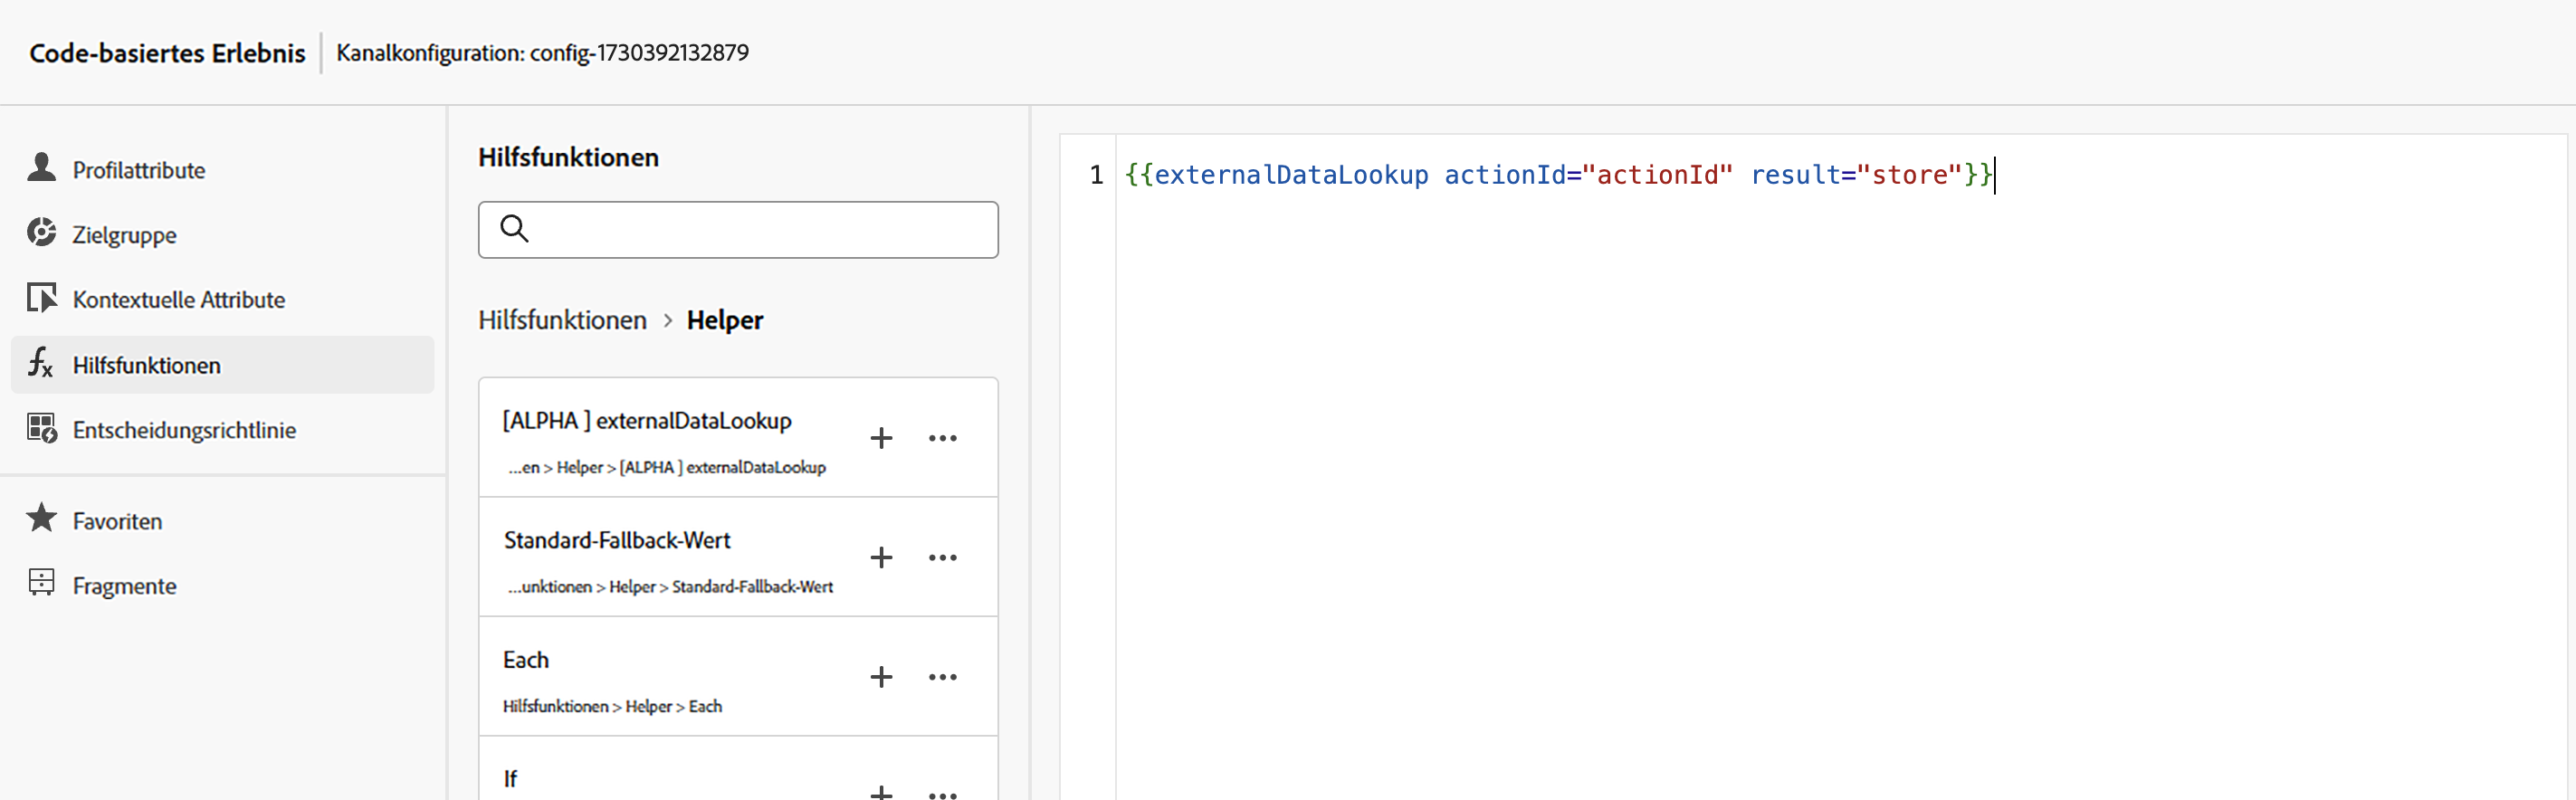 Code-basiertes Erlebnis
Kanalkonfiguration: config-1730392132879
Profilattribute
Zielgruppe
Kontextuelle Attribute
Hilfsfunktionen
Entscheidungsrichtlinie
Favoriten
Fragmente
Hilfsfunktionen
Hilfsfunktionen > Helper
[ALPHA ] externalDataLookup
...en > Helper > [ALPHA ] externalDataLookup
Standard-Fallback-Wert
...unktionen > Helper > Standard-Fallback-Wert
Each
Hilfsfunktionen > Helper > Each
If
1 {{externalDataLookup actionId="actionId" result="store"}}